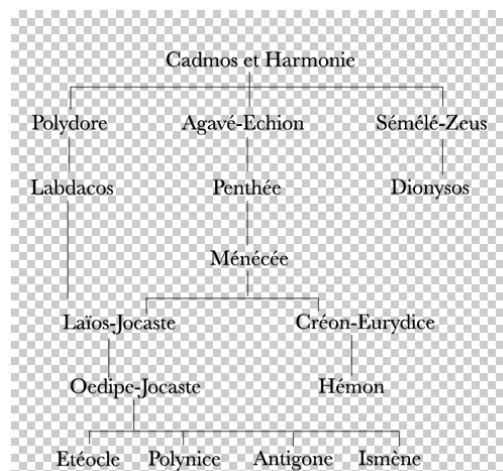 Cadmos et Harmonie
Polydore Agavé-Echion Sémélé-Zeus
Labdacos Penthée Dionysos
Ménécée
Laïos-Jocaste Créon-Eurydice
Oedipe-Jocaste Hémon
Etéocle Polynice Antigone Ismène